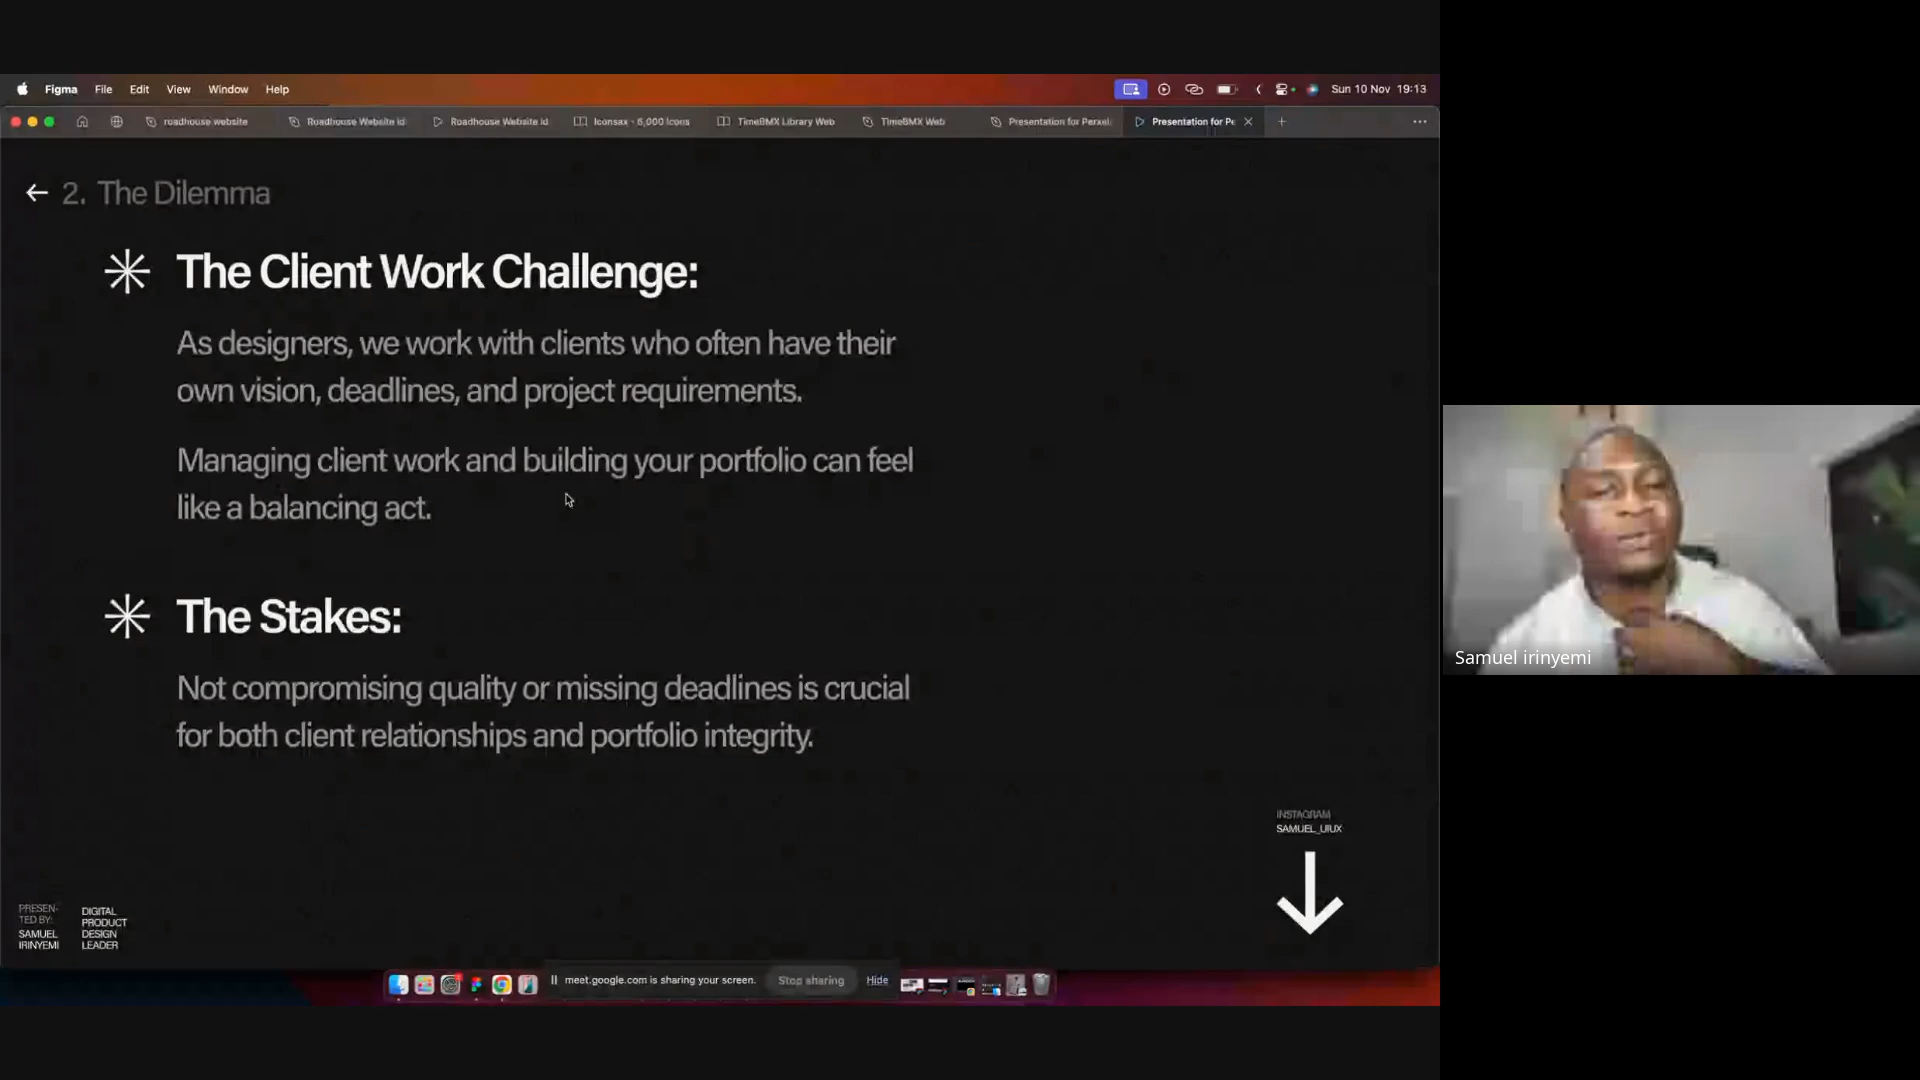 Figma File Edit View Window Help Sun 10 Nov 19:13
roadhouse website Roadhouse Website id Roadhouse Website id Iconsax - 6,000 Icons TimeBMX Library Web TimeBMX Web Presentation for Perxel Presentation for Pe
2. The Dilemma
The Client Work Challenge:
As designers, we work with clients who often have their
own vision, deadlines, and project requirements.
Managing client work and building your portfolio can feel
like a balancing act.
The Stakes:
Not compromising quality or missing deadlines is crucial
for both client relationships and portfolio integrity.
Samuel irinyemi
INSTAGRAM
SAMUEL_UIUX
PRESEN-
TED BY:
SAMUEL
IRINYEMI
DIGITAL
PRODUCT
DESIGN
LEADER
meet.google.com is sharing your screen. Stop sharing Hide